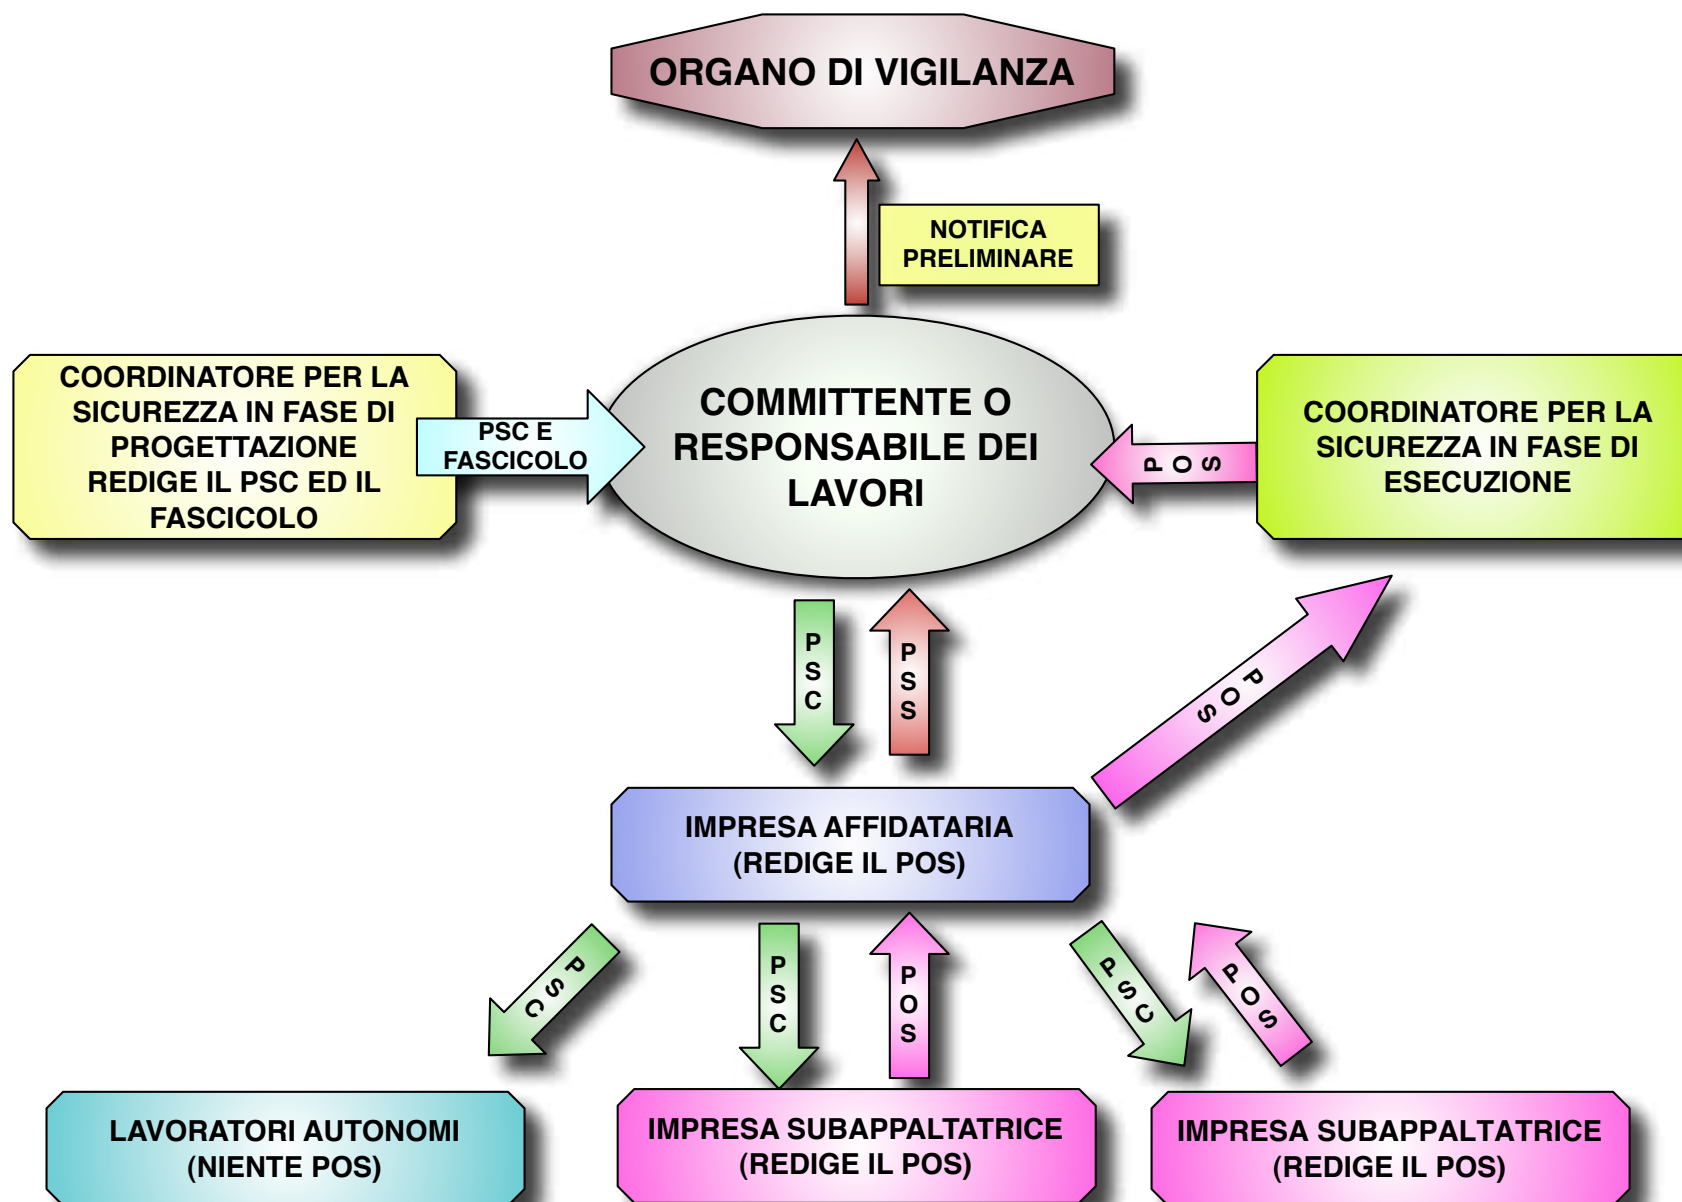 ORGANO DI VIGILANZA
NOTIFICA
PRELIMINARE
COORDINATORE PER LA
SICUREZZA IN FASE DI
PROGETTAZIONE
REDIGE IL PSC ED IL
FASCICOLO
PSC E
FASCICOLO
COMMITTENTE O
RESPONSABILE DEI
LAVORI
POS
COORDINATORE PER LA
SICUREZZA IN FASE DI
ESECUZIONE
PSC
PSS
POS
IMPRESA AFFIDATARIA
(REDIGE IL POS)
PSC
PSC
POS
PSC
POS
LAVORATORI AUTONOMI
(NIENTE POS)
IMPRESA SUBAPPALTATRICE
(REDIGE IL POS)
IMPRESA SUBAPPALTATRICE
(REDIGE IL POS)